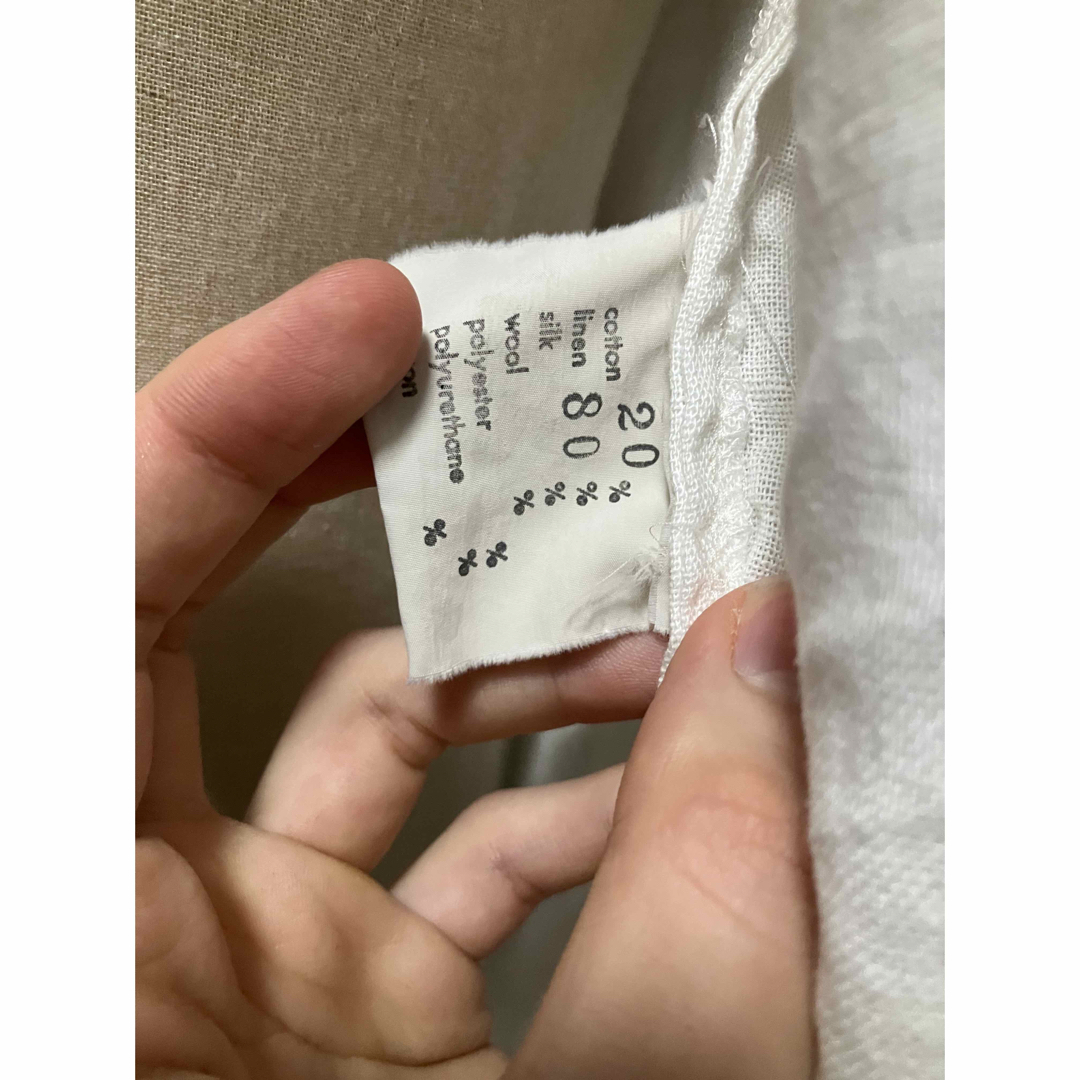 cotton 20 %
linen 80 %
silk %
wool %
polyester %
polyurethane %
%